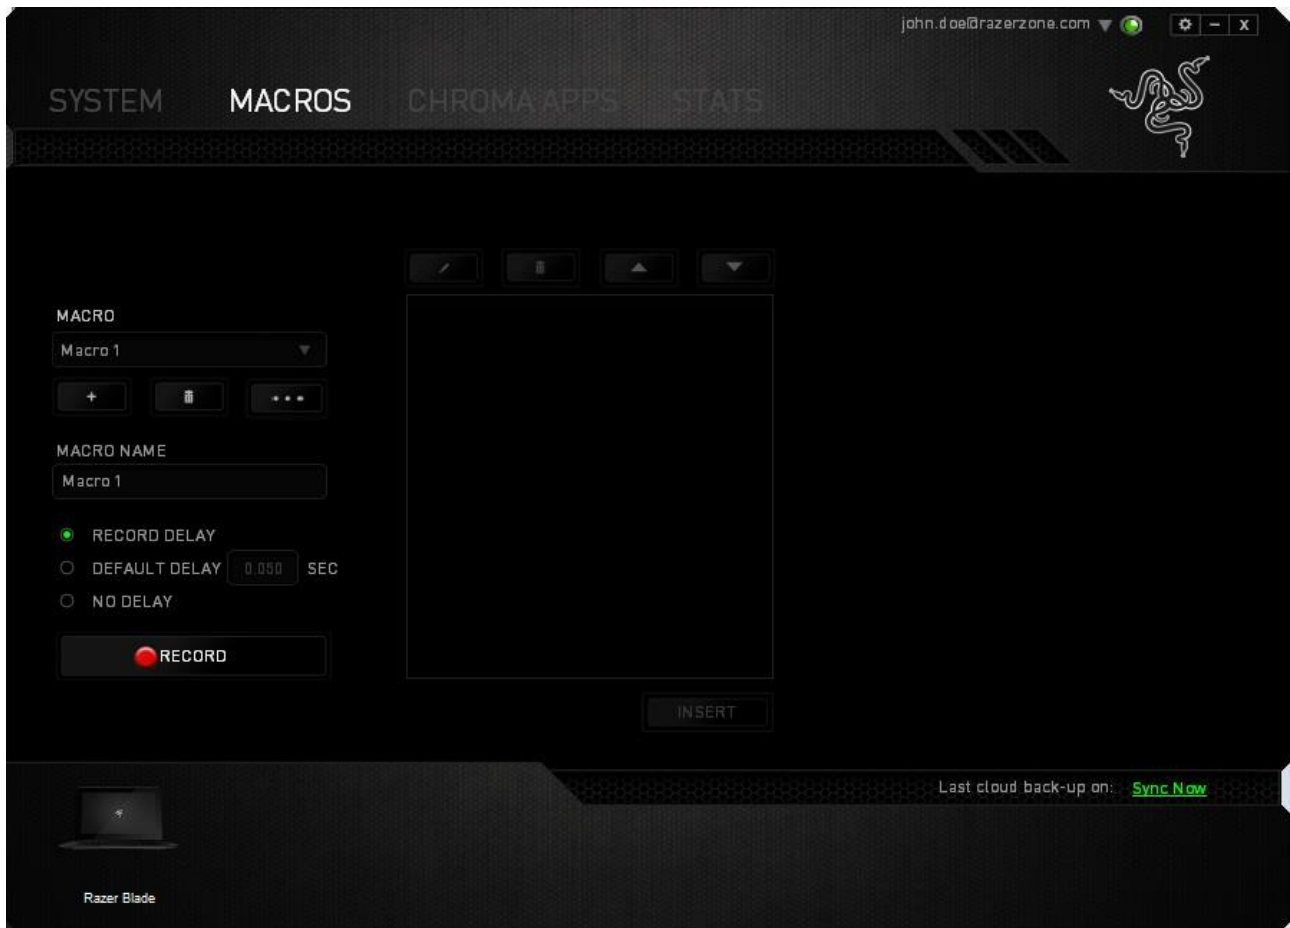 john.doe@razerzone.com
X
SYSTEM MACROS CHROMA APPS STATS
MACRO
Macro 1
MACRO NAME
Macro 1
RECORD DELAY
DEFAULT DELAY 0.050 SEC
NO DELAY
RECORD
INSERT
Last cloud back-up on: Sync Now
Razer Blade